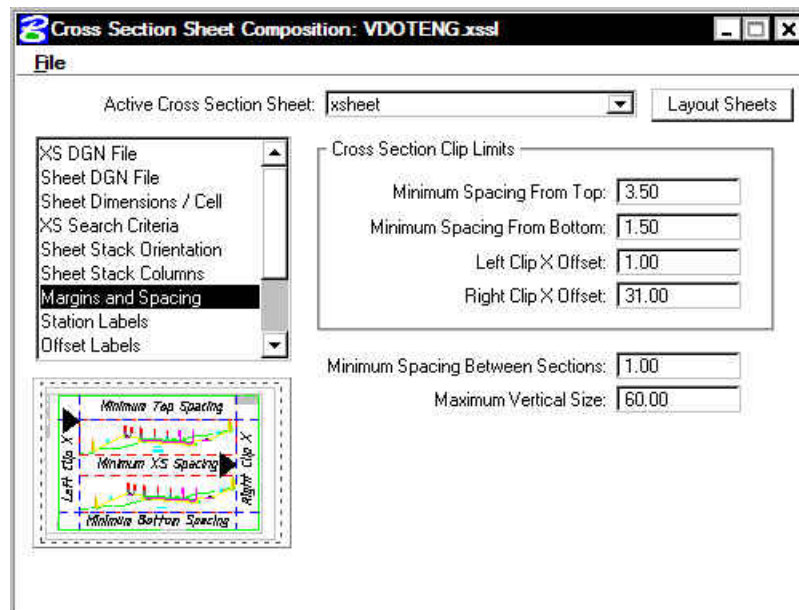 Cross Section Sheet Composition: VDOTENG.xssl
File
Active Cross Section Sheet: xsheet Layout Sheets
XS DGN File
Sheet DGN File
Sheet Dimensions / Cell
XS Search Criteria
Sheet Stack Orientation
Sheet Stack Columns
Margins and Spacing
Station Labels
Offset Labels
Cross Section Clip Limits
Minimum Spacing From Top: 3.50
Minimum Spacing From Bottom: 1.50
Left Clip X Offset: 1.00
Right Clip X Offset: 31.00
Minimum Spacing Between Sections: 1.00
Maximum Vertical Size: 60.00
Minimum Top Spacing
Left Clip X
Minimum XS Spacing
Right Clip X
Minimum Bottom Spacing